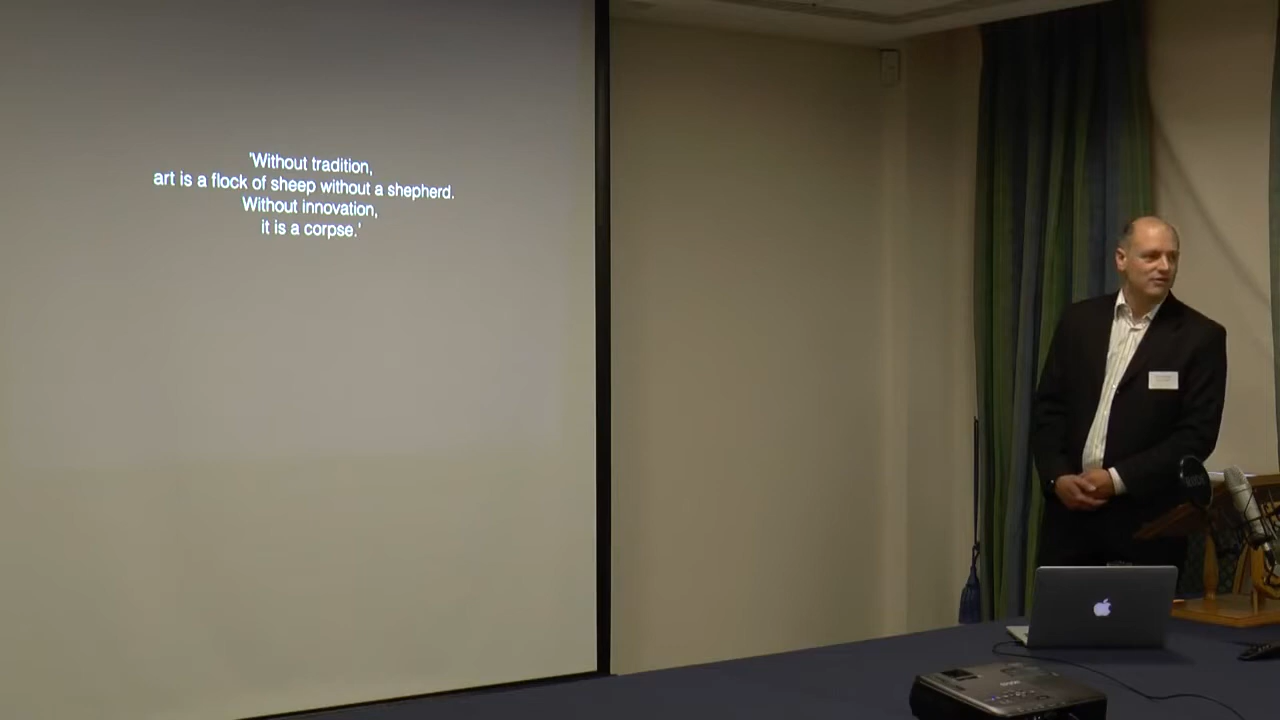 'Without tradition,
art is a flock of sheep without a shepherd.
Without innovation,
it is a corpse.'